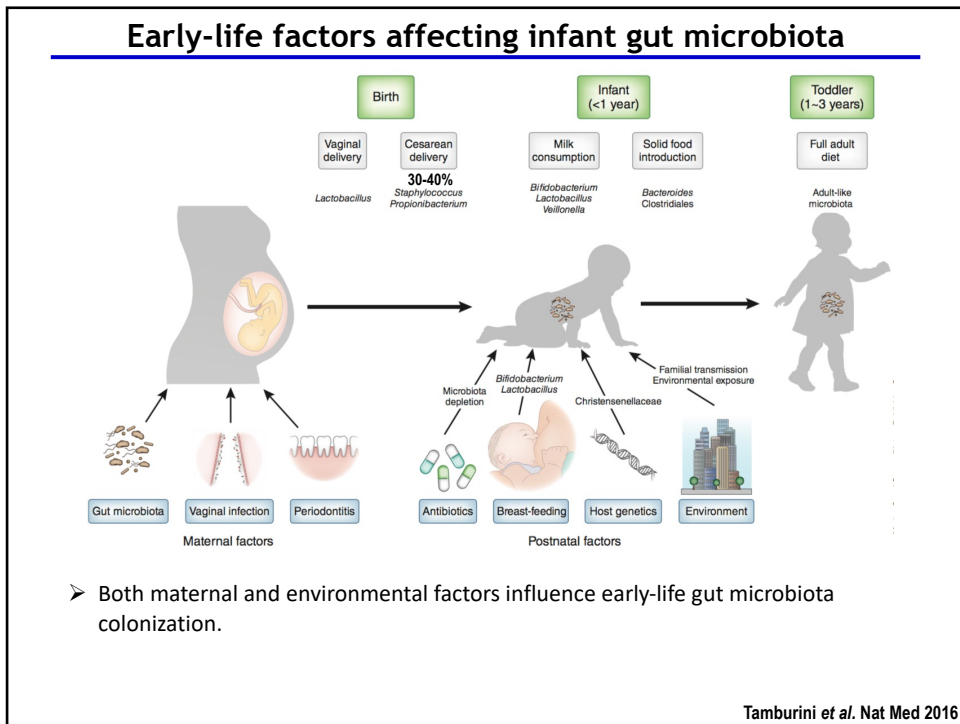 Early-life factors affecting infant gut microbiota
Birth
Infant
(<1 year)
Toddler
(1~3 years)
Vaginal
delivery
Cesarean
delivery
Milk
consumption
Solid food
introduction
Full adult
diet
Lactobacillus
30-40%
Staphylococcus
Propionibacterium
Bifidobacterium
Lactobacillus
Veillonella
Bacteroides
Clostridiales
Adult-like
microbiota
Microbiota
depletion
Bifidobacterium
Lactobacillus
Christensenellaceae
Familial transmission
Environmental exposure
Gut microbiota
Vaginal infection
Periodontitis
Antibiotics
Breast-feeding
Host genetics
Environment
Maternal factors
Postnatal factors
➢ Both maternal and environmental factors influence early-life gut microbiota
colonization.
Tamburini et al. Nat Med 2016